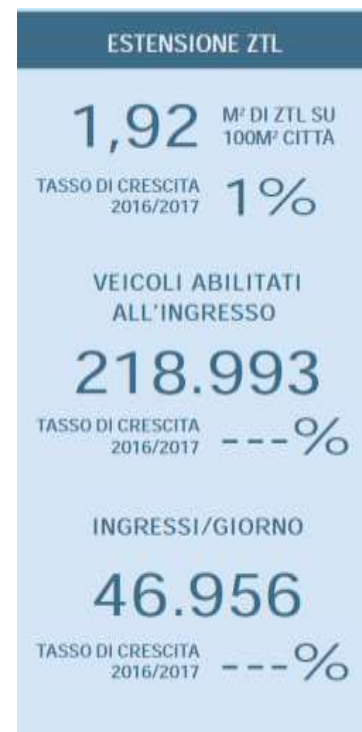 ESTENSIONE ZTL
1,92 M² DI ZTL SU
100M² CITTÀ
TASSO DI CRESCITA
2016/2017 1%
VEICOLI ABILITATI
ALL'INGRESSO
218.993
TASSO DI CRESCITA
2016/2017 ---%
INGRESSI/GIORNO
46.956
TASSO DI CRESCITA
2016/2017 ---%